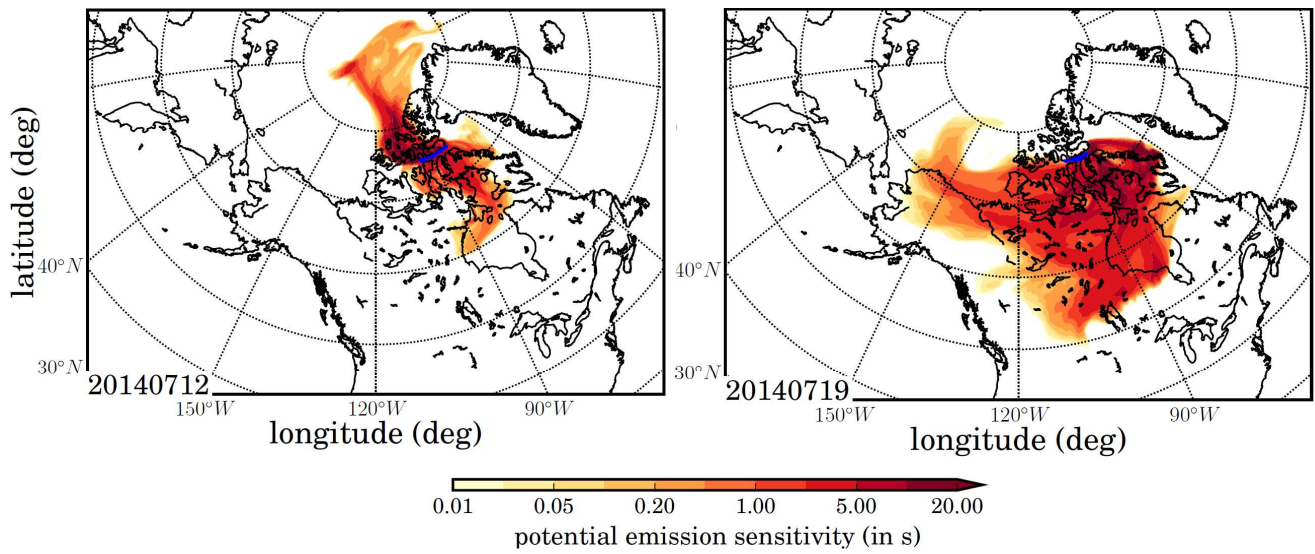 latitude (deg)
40°N
30°N
20140712
150°W
120°W
90°W
longitude (deg)
40°N
30°N
20140719
150°W
120°W
90°W
longitude (deg)
0.01
0.05
0.20
1.00
5.00
20.00
potential emission sensitivity (in s)